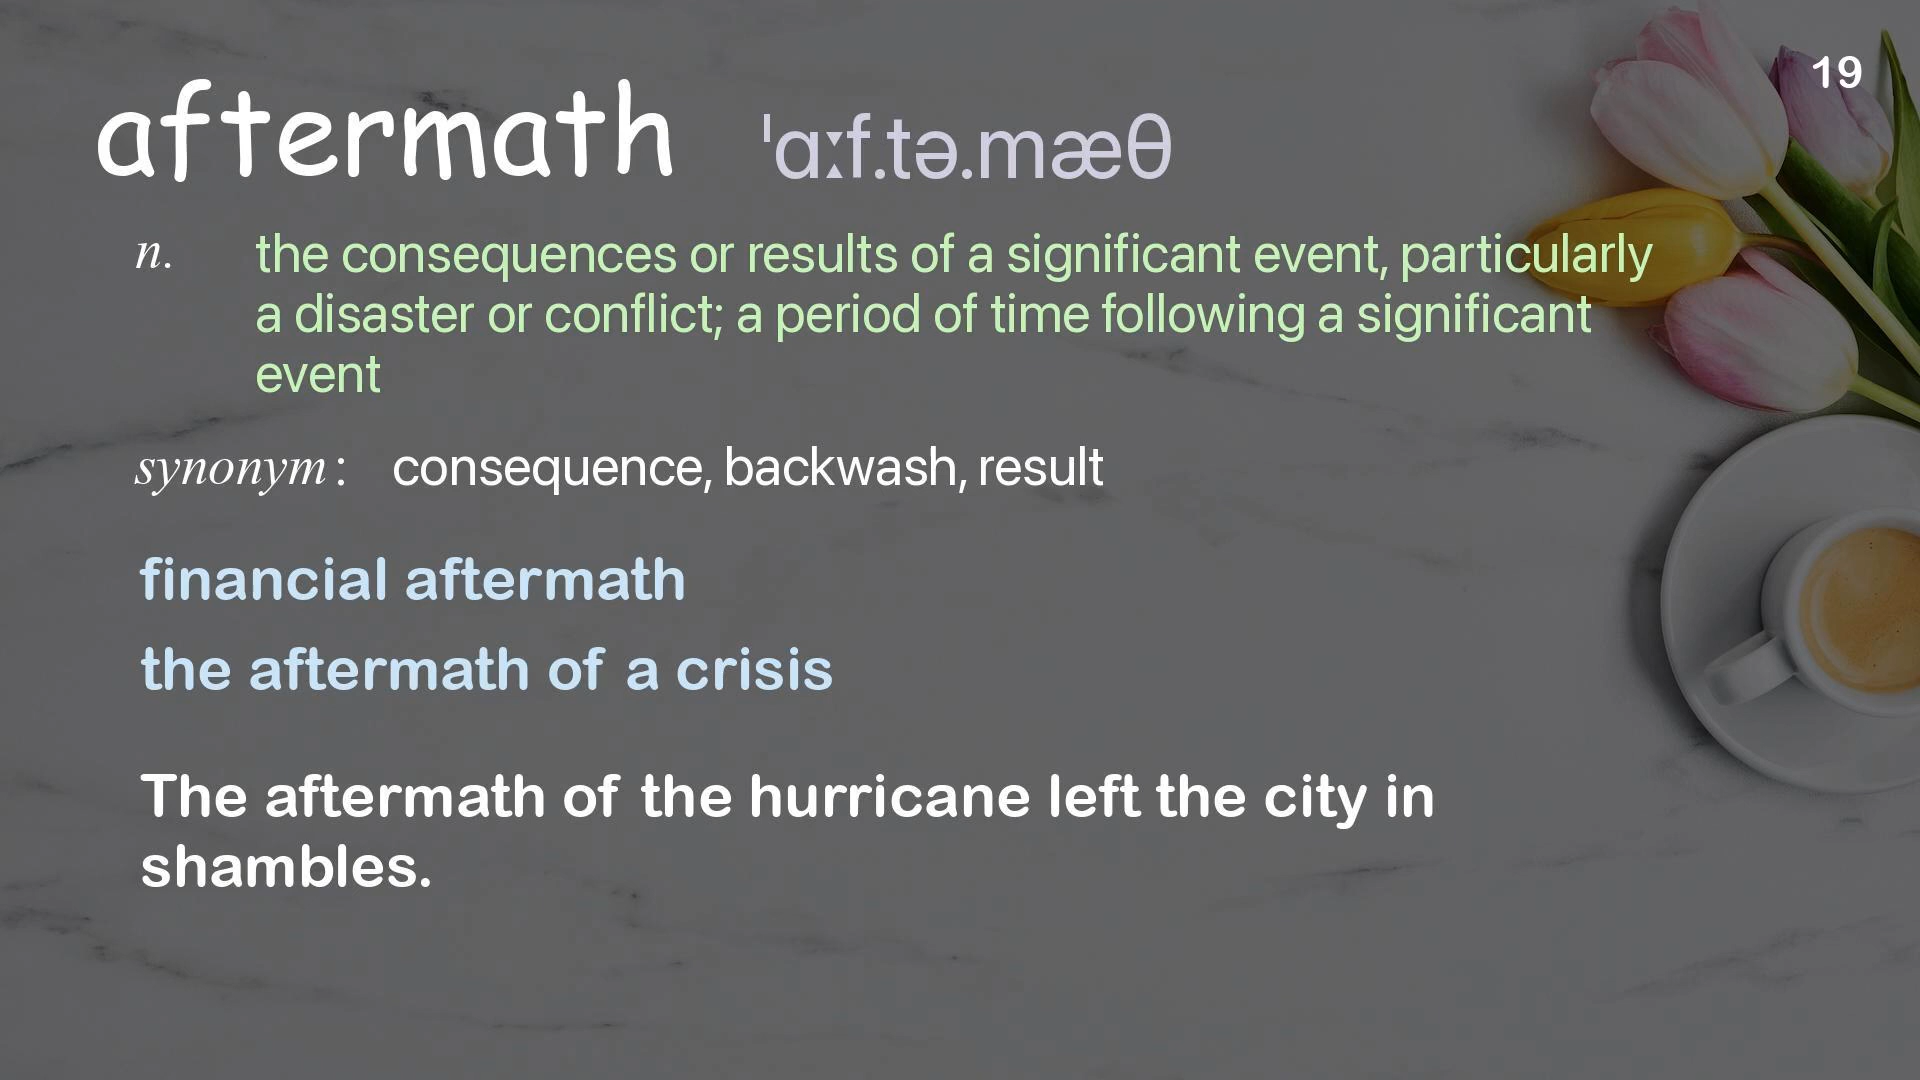 19
aftermath ˈɑːf.tə.mæθ
n. the consequences or results of a significant event, particularly
a disaster or conflict; a period of time following a significant
event
synonym: consequence, backwash, result
financial aftermath
the aftermath of a crisis
The aftermath of the hurricane left the city in
shambles.